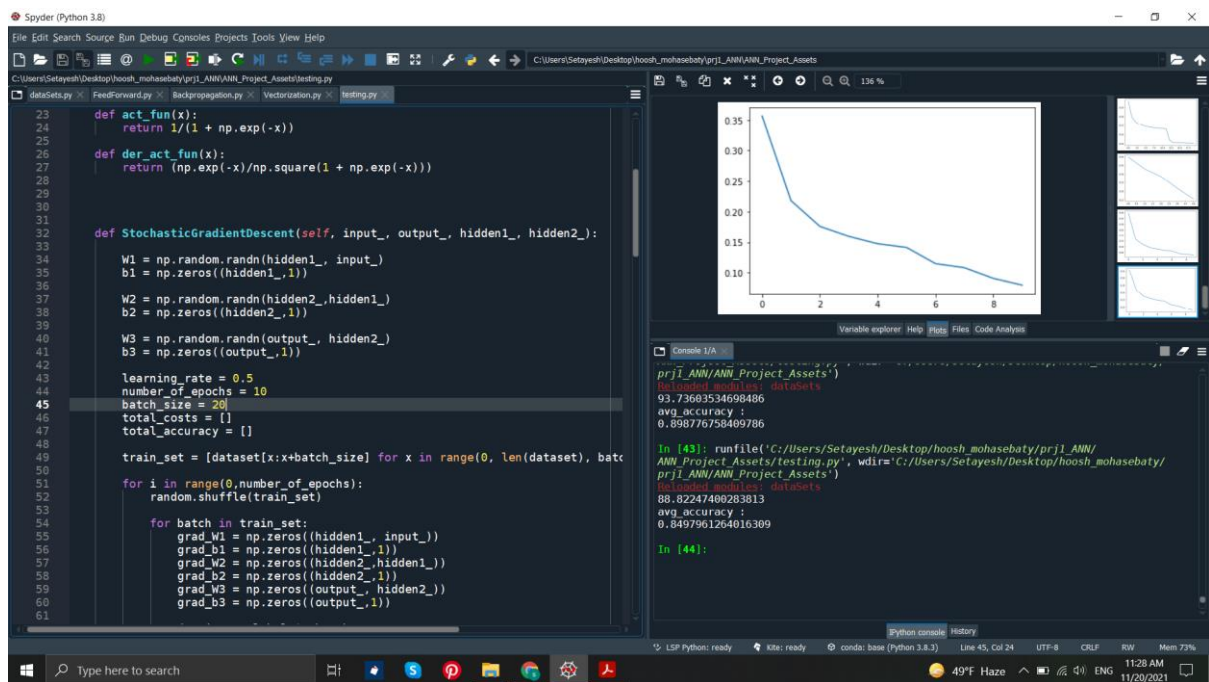 Spyder (Python 3.8)
File Edit Search Source Run Debug Consoles Projects Tools View Help
C:\Users\Setayesh\Desktop\hoosh_mohasebaty\prj1_ANN\ANN_Project_Assets
C:\Users\Setayesh\Desktop\hoosh_mohasebaty\prj1_ANN\ANN_Project_Assets\testing.py
dataSets.py FeedForward.py Backpropagation.py Vectorization.py testing.py
23 def act_fun(x):
24 return 1/(1 + np.exp(-x))
25
26 def der_act_fun(x):
27 return (np.exp(-x)/np.square(1 + np.exp(-x)))
28
29
30
31
32 def StochasticGradientDescent(self, input_, output_, hidden1_, hidden2_):
33
34 W1 = np.random.randn(hidden1_, input_)
35 b1 = np.zeros((hidden1_,1))
36
37 W2 = np.random.randn(hidden2_,hidden1_)
38 b2 = np.zeros((hidden2_,1))
39
40 W3 = np.random.randn(output_, hidden2_)
41 b3 = np.zeros((output_,1))
42
43 learning_rate = 0.5
44 number_of_epochs = 10
45 batch_size = 20
46 total_costs = []
47 total_accuracy = []
48
49 train_set = [dataset[x:x+batch_size] for x in range(0, len(dataset), batc
50
51 for i in range(0,number_of_epochs):
52 random.shuffle(train_set)
53
54 for batch in train_set:
55 grad_W1 = np.zeros((hidden1_, input_))
56 grad_b1 = np.zeros((hidden1_,1))
57 grad_W2 = np.zeros((hidden2_,hidden1_))
58 grad_b2 = np.zeros((hidden2_,1))
59 grad_W3 = np.zeros((output_, hidden2_))
60 grad_b3 = np.zeros((output_,1))
61
136 %
0.35
0.30
0.25
0.20
0.15
0.10
0 2 4 6 8
Variable explorer Help Plots Files Code Analysis
Console 1/A
prj1_ANN/ANN_Project_Assets')
Reloaded modules: dataSets
93.73603534698486
avg_accuracy :
0.898776758409786
In [43]: runfile('C:/Users/Setayesh/Desktop/hoosh_mohasebaty/prj1_ANN/
ANN_Project_Assets/testing.py', wdir='C:/Users/Setayesh/Desktop/hoosh_mohasebaty/
prj1_ANN/ANN_Project_Assets')
Reloaded modules: dataSets
88.82247400283813
avg_accuracy :
0.8497961264016309
In [44]:
IPython console History
LSP Python: ready Kite: ready conda: base (Python 3.8.3) Line 45, Col 24 UTF-8 CRLF RW Mem 73%
Type here to search
49°F Haze ENG 11:28 AM
11/20/2021